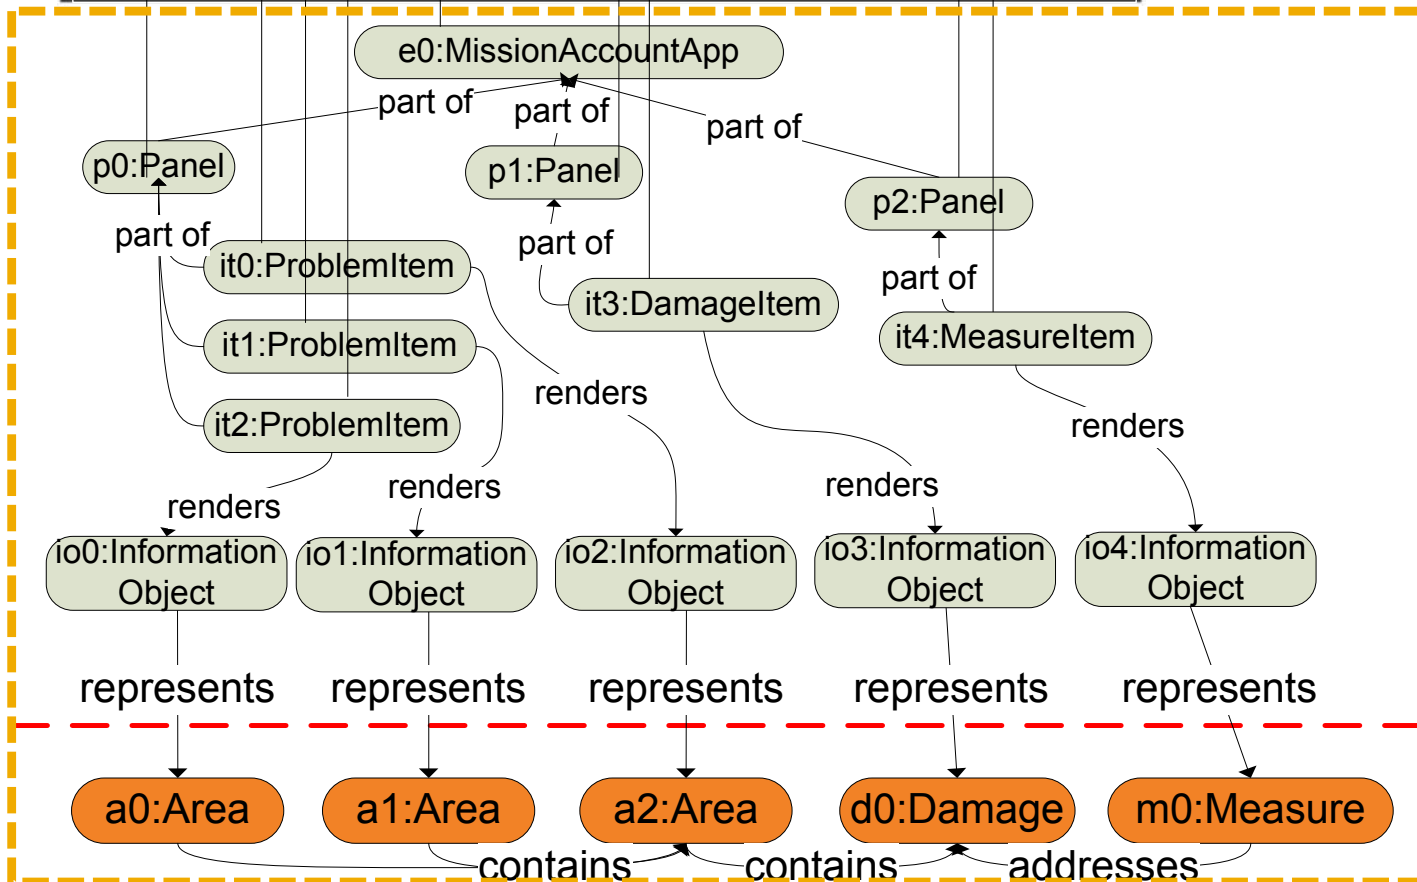 e0:MissionAccountApp
part of
part of
part of
p0:Panel
p1:Panel
p2:Panel
part of
part of
part of
it0:ProblemItem
it3:DamageItem
it1:ProblemItem
it4:MeasureItem
it2:ProblemItem
renders
renders
renders
renders
renders
io0:Information
Object
io1:Information
Object
io2:Information
Object
io3:Information
Object
io4:Information
Object
represents
represents
represents
represents
represents
a0:Area
a1:Area
a2:Area
d0:Damage
m0:Measure
contains
contains
addresses